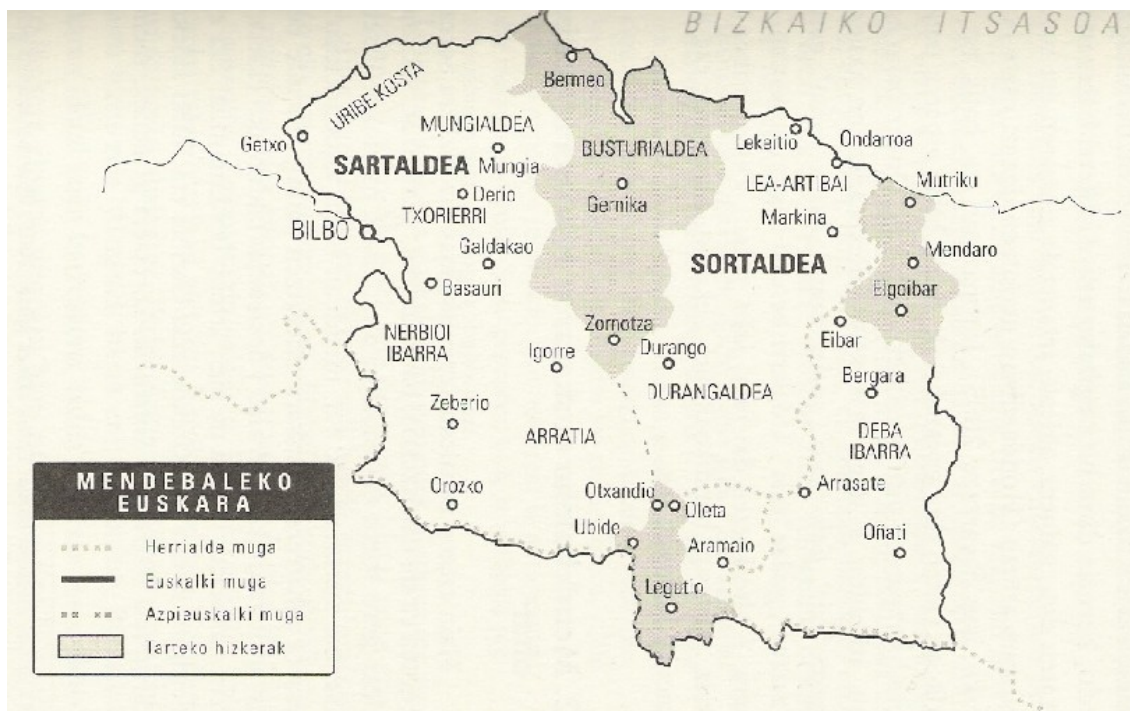 BIZKAIKO ITSASOA
Bermeo
URIBE KOSTA
MUNGIALDEA
Getxo
BUSTURIALDEA
Lekeitio
Ondarroa
SARTALDEA
Mungia
Derio
Gernika
LEA-ARTIBAI
Mutriku
TXORIERRI
BILBO
Markina
Galdakao
SORTALDEA
Mendaro
Basauri
Elgoibar
NERBIOI
IBARRA
Zornotza
Igorre
Durango
Eibar
DURANGALDEA
Bergara
Zeberio
ARRATIA
DEBA
IBARRA
Orozko
Otxandio
Oleta
Arrasate
Ubide
Aramaio
Oñati
Legutio
MENDEBALEKO
EUSKARA
Herrialde muga
Euskalki muga
Azpieuskalki muga
Tarteko hizkerak